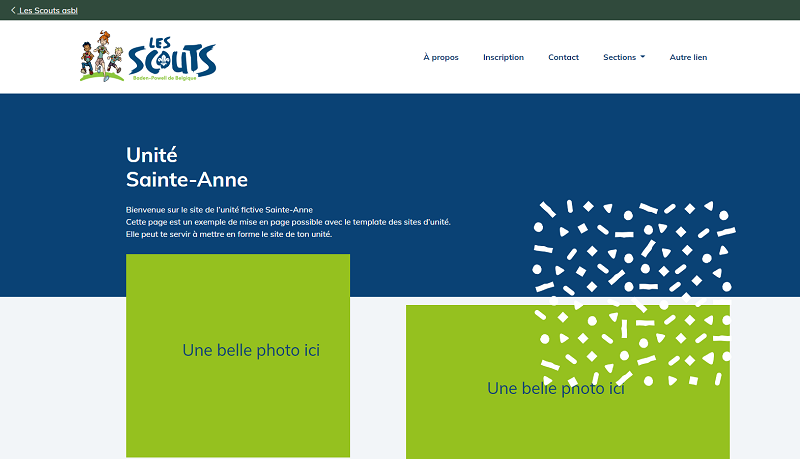 Les Scouts asbl
LES
SCOUTS
Baden-Powell de Belgique
À propos
Inscription
Contact
Sections
Autre lien
Unité
Sainte-Anne
Bienvenue sur le site de l'unité fictive Sainte-Anne
Cette page est un exemple de mise en page possible avec le template des sites d'unité.
Elle peut te servir à mettre en forme le site de ton unité.
Une belle photo ici
Une belle photo ici